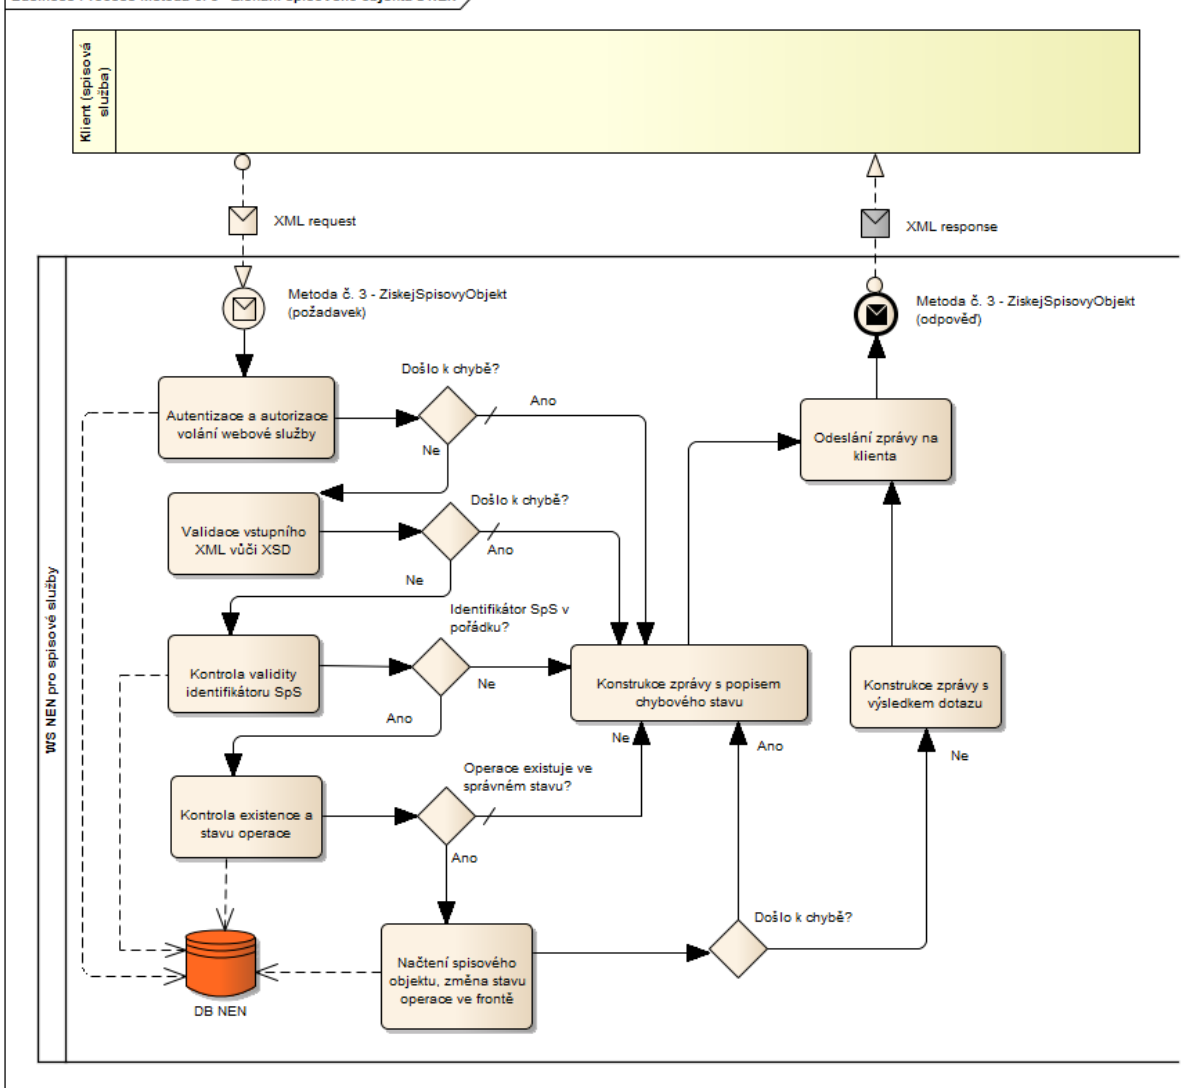 Klient (spisová
služba)
XML request
XML response
Metoda č. 3 - ZiskejSpisovyObjekt
(požadavek)
Metoda č. 3 - ZiskejSpisovyObjekt
(odpověď)
WS NEN pro spisové služby
Došlo k chybě?
Ano
Autentizace a autorizace
volání webové služby
Ne
Odeslání zprávy na
klienta
Došlo k chybě?
Validace vstupního
XML vůči XSD
Ano
Ne
Identifikátor SpS v
pořádku?
Kontrola validity
identifikátoru SpS
Ne
Ano
Konstrukce zprávy s popisem
chybového stavu
Konstrukce zprávy s
výsledkem dotazu
Ne
Ano
Ne
Operace existuje ve
správném stavu?
Kontrola existence a
stavu operace
Ano
Došlo k chybě?
Načtení spisového
objektu, změna stavu
operace ve frontě
DB NEN